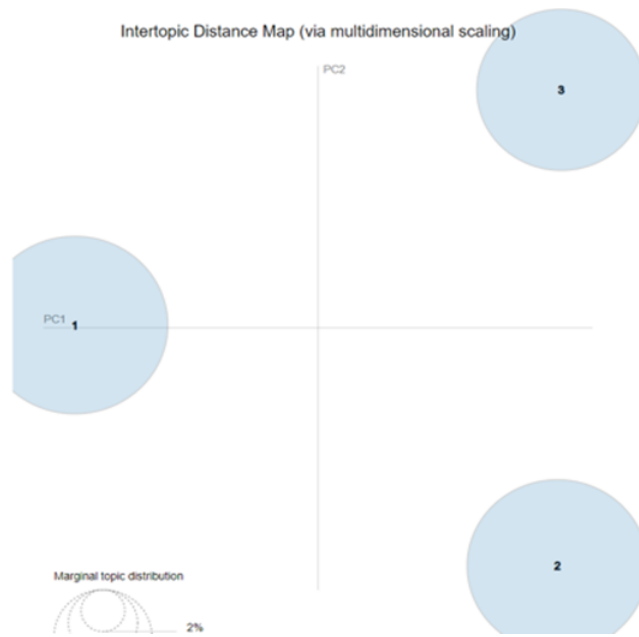 Intertopic Distance Map (via multidimensional scaling)
PC2
3
PC1
1
2
Marginal topic distribution
2%